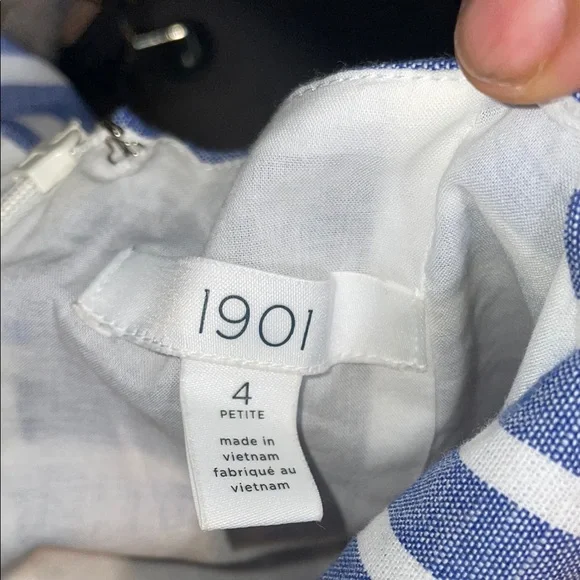 1901
4
PETITE
made in
vietnam
fabriqué au
vietnam